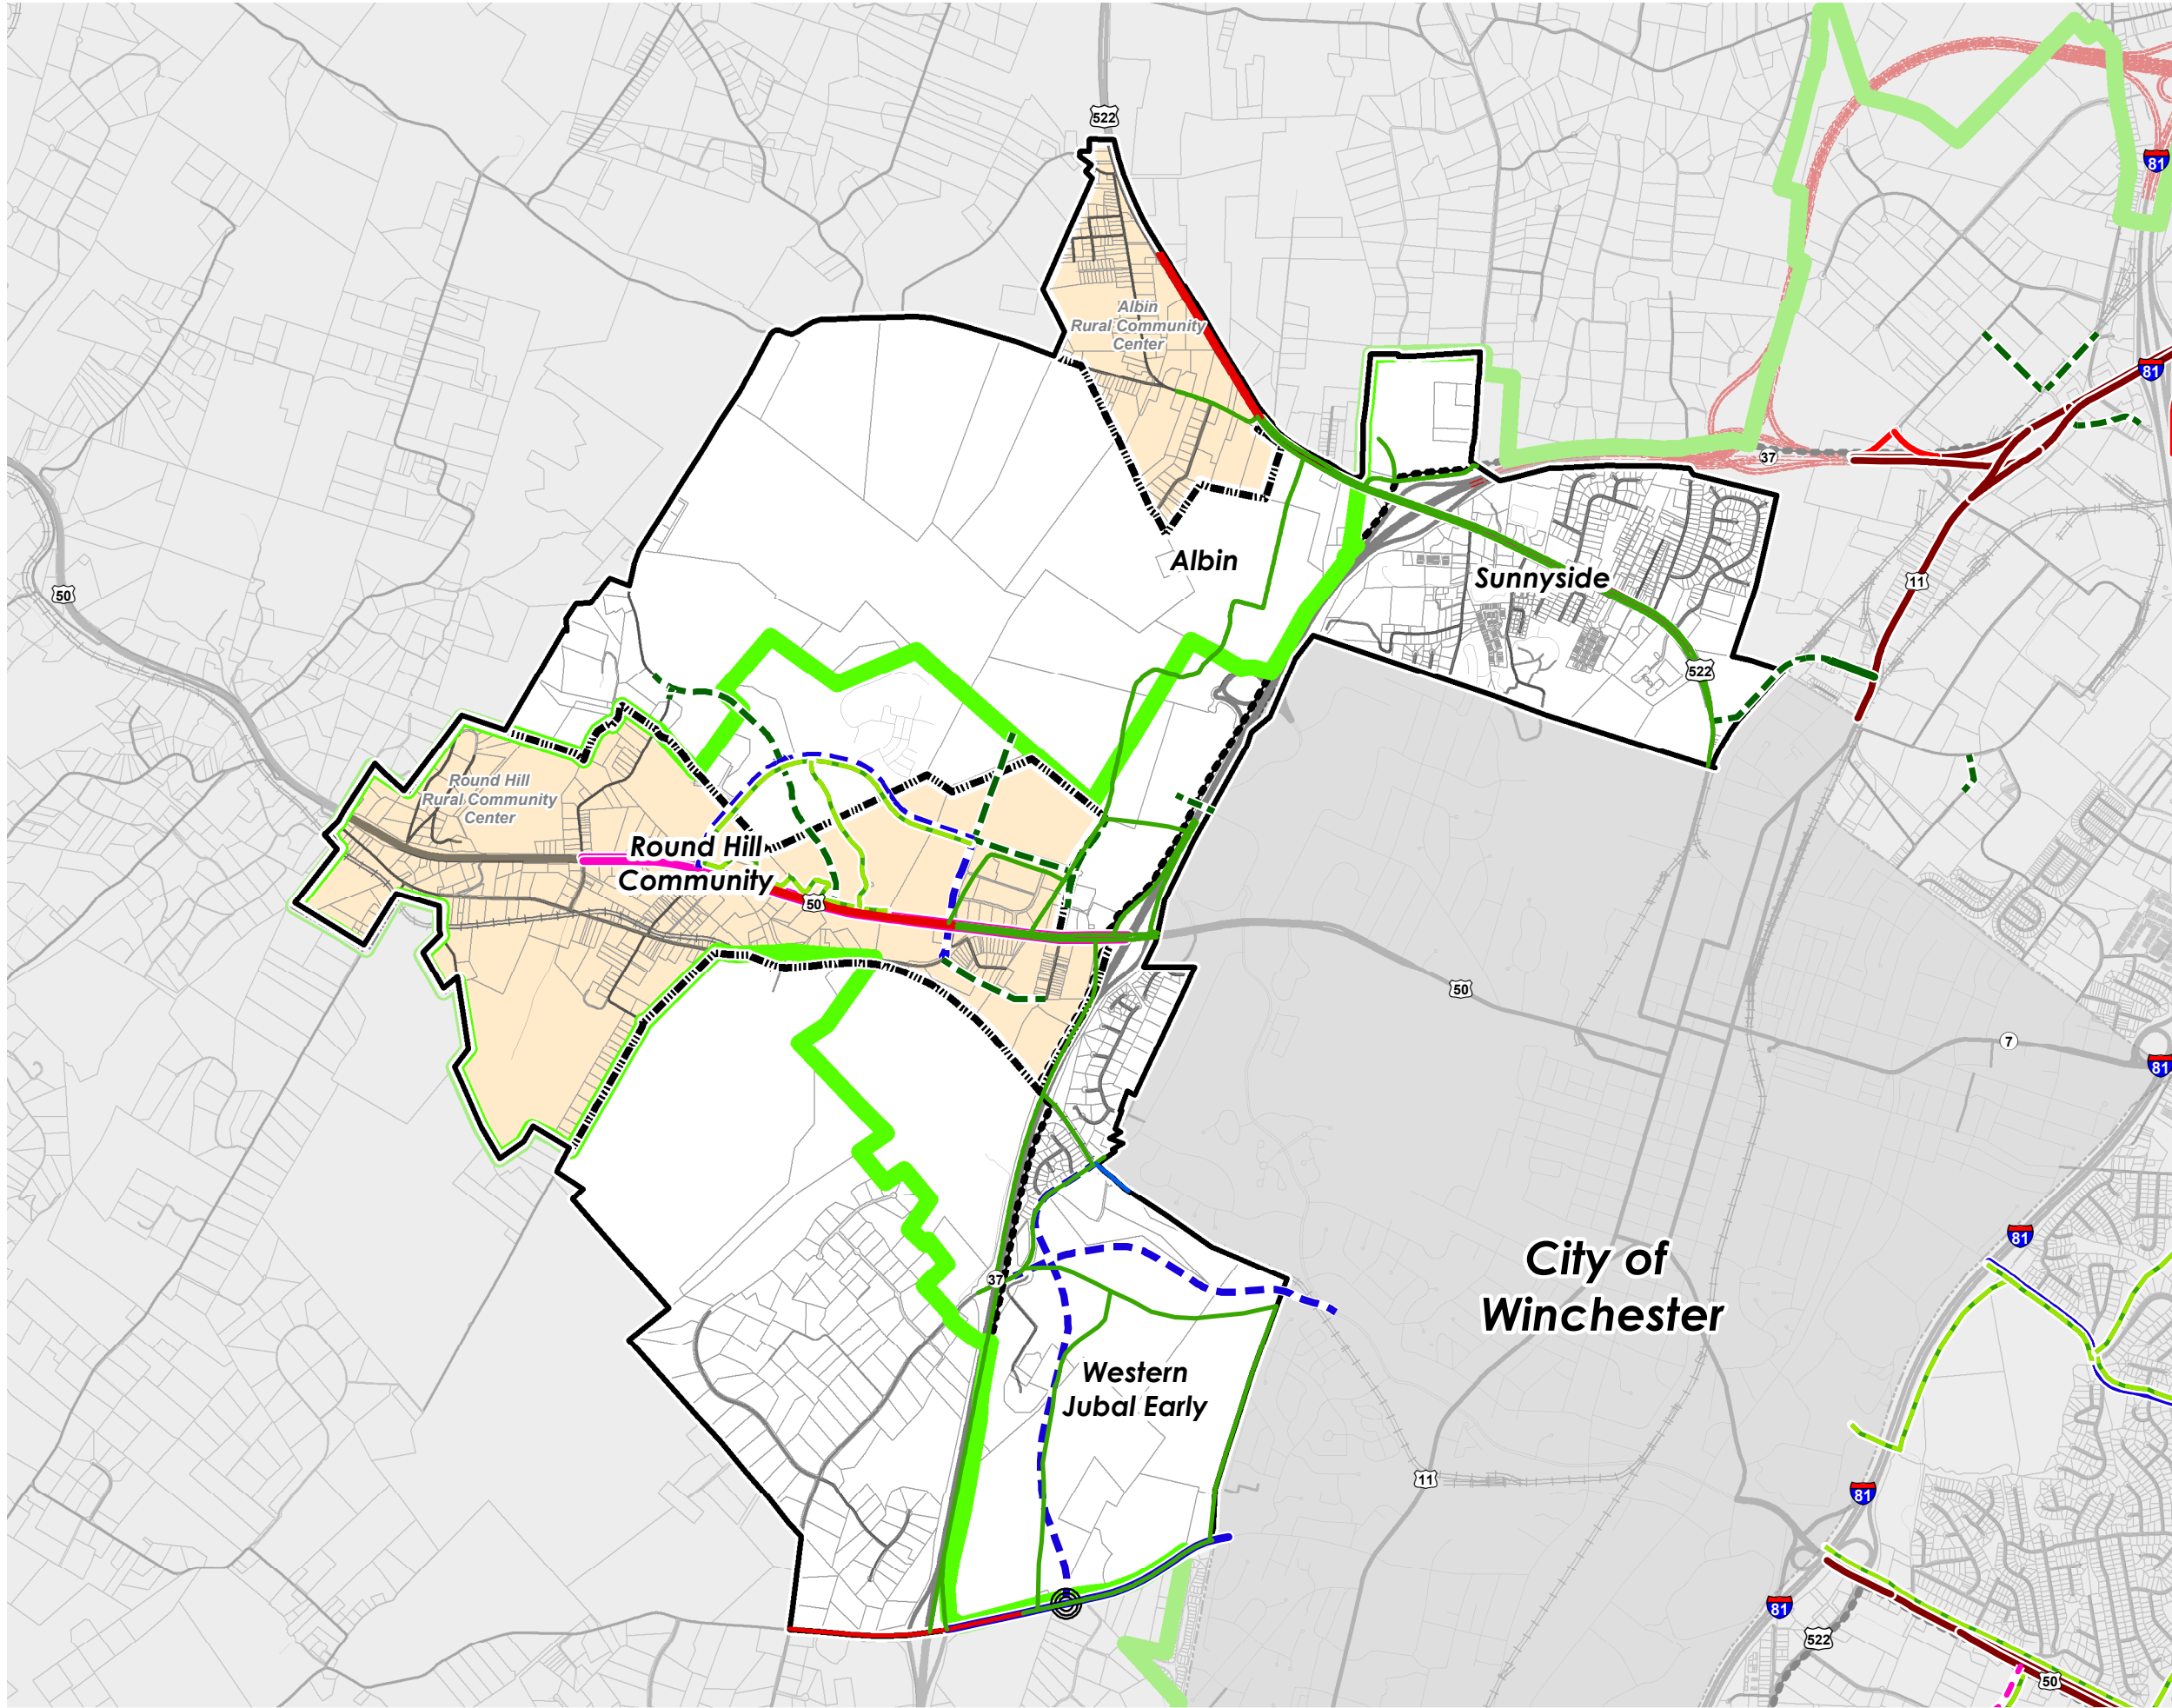 522
81
Albin
Rural Community
Center
81
37
Albin
Sunnyside
11
50
522
Round Hill
Rural Community
Center
Round Hill
Community
50
50
7
81
81
City of
Winchester
37
Western
Jubal Early
11
81
81
522
50